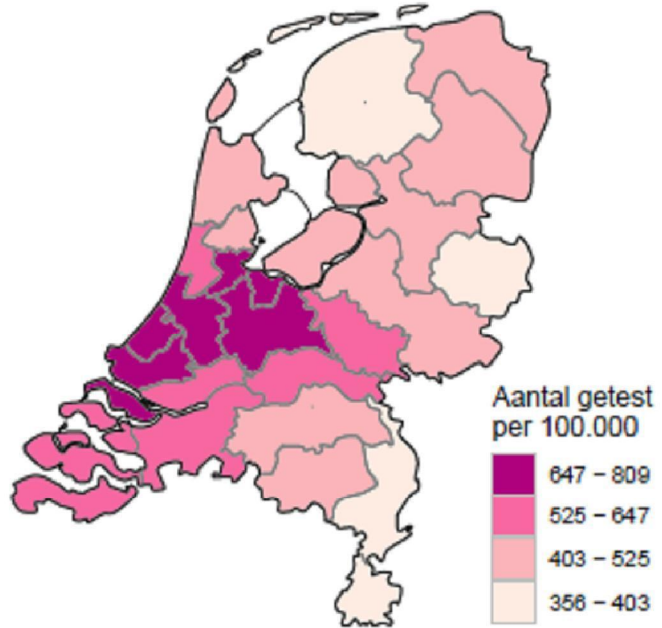 Aantal getest
per 100.000
647 – 809
525 – 647
403 – 525
356 – 403